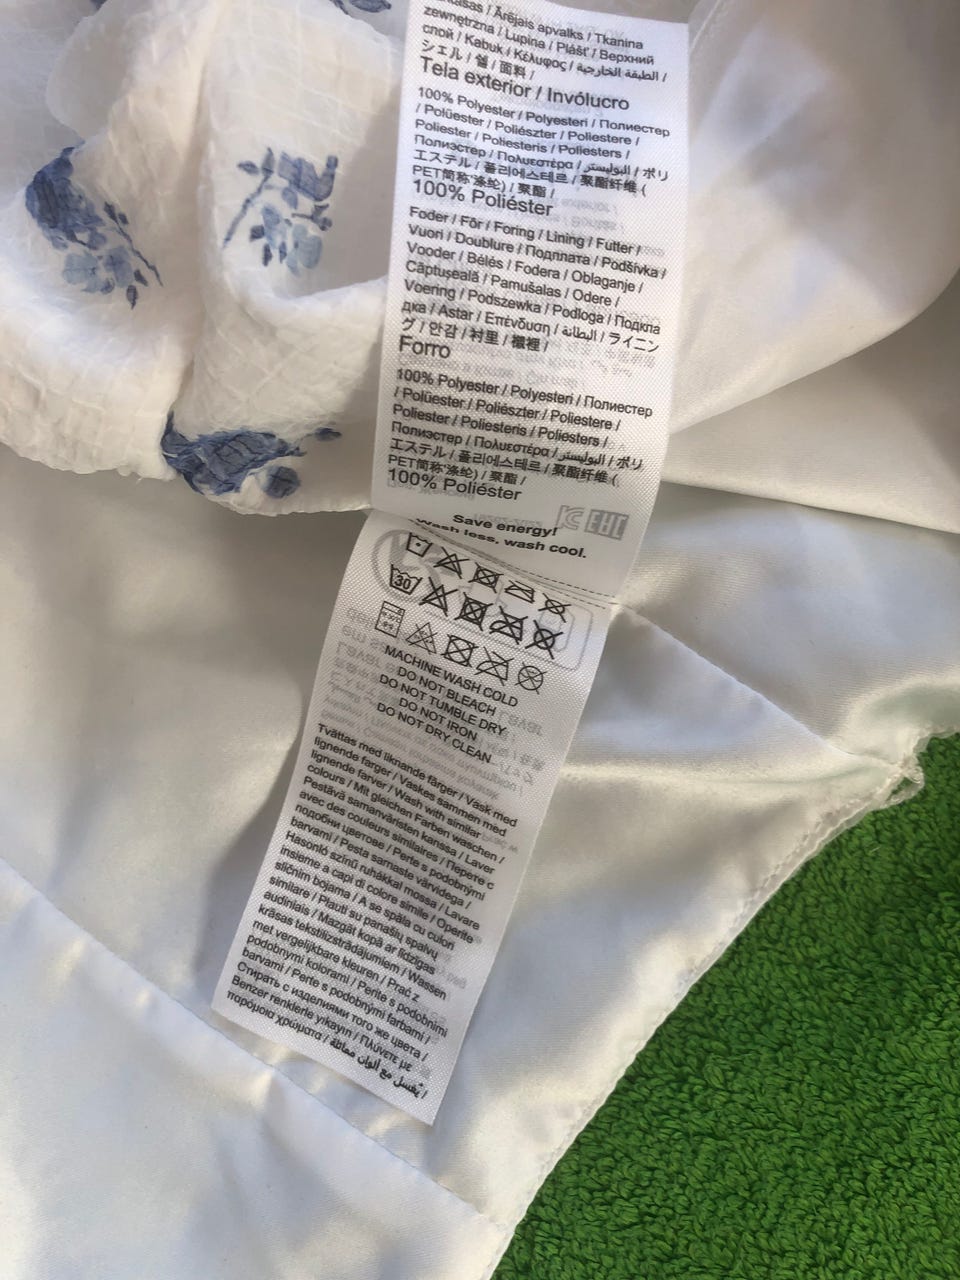 / Ārējais apvalks / Tkanina
zewnętrzna / Lupina / Plášť / Верхний
слой / Kabuk / Κέλυφος / الطبقة الخارجية /
シェル / 쉘 / 面料 /
Tela exterior / Invólucro
100% Polyester / Polyesteri / Полиестер
/ Polüester / Poliészter / Poliestere /
Poliester / Poliesteris / Poliesters /
Полиэстер / Πολυεστέρα / البوليستر / ポリ
エステル / 폴리에스테르 / 聚酯纤维 (
PET简称'涤纶) / 聚酯 /
100% Poliéster
Foder / Fôr / Foring / Lining / Futter /
Vuori / Doublure / Подплата / Podšívka /
Vooder / Bélés / Fodera / Oblaganje /
Căptușeală / Pamušalas / Odere /
Voering / Podszewka / Podloga / Подкла
дка / Astar / Επένδυση / البطانة / ライニン
グ / 안감 / 衬里 / 襯裡 /
Forro
100% Polyester / Polyesteri / Полиестер
/ Polüester / Poliészter / Poliestere /
Poliester / Poliesteris / Poliesters /
Полиэстер / Πολυεστέρα / البوليستر / ポリ
エステル / 폴리에스테르 / 聚酯纤维 (
PET简称'涤纶) / 聚酯 /
100% Poliéster
Save energy!
wash less, wash cool.
30
MACHINE WASH COLD
DO NOT BLEACH
DO NOT TUMBLE DRY
DO NOT IRON
DO NOT DRY CLEAN
Tvättas med liknande färger / Vask med
lignende farger / Vaskes sammen med
lignende farver / Wash with similar
colours / Mit gleichen Farben waschen /
Pestävä samanväristen kanssa / Laver
avec des couleurs similaires / Перете с
подобни цветове / Perte s podobnými
barvami / Pesta samaste värvidega /
Hasonló színű ruhákkal mossa / Lavare
insieme a capi di colore simile / Operite
sličnim bojama / A se spăla cu culori
similare / Plauti su panašių spalvų
audiniais / Mazgāt kopā ar līdzīgas
krāsas tekstilizstrādājumiem / Wassen
met vergelijkbare kleuren / Prać z
podobnymi kolorami / Perite s podobnimi
barvami / Perte s podobnými farbami /
Стирать с изделиями того же цвета /
Benzer renklerle yıkayın / Πλύνετε με
παρόμοια χρώματα / يُغسل مع ألوان مماثلة /